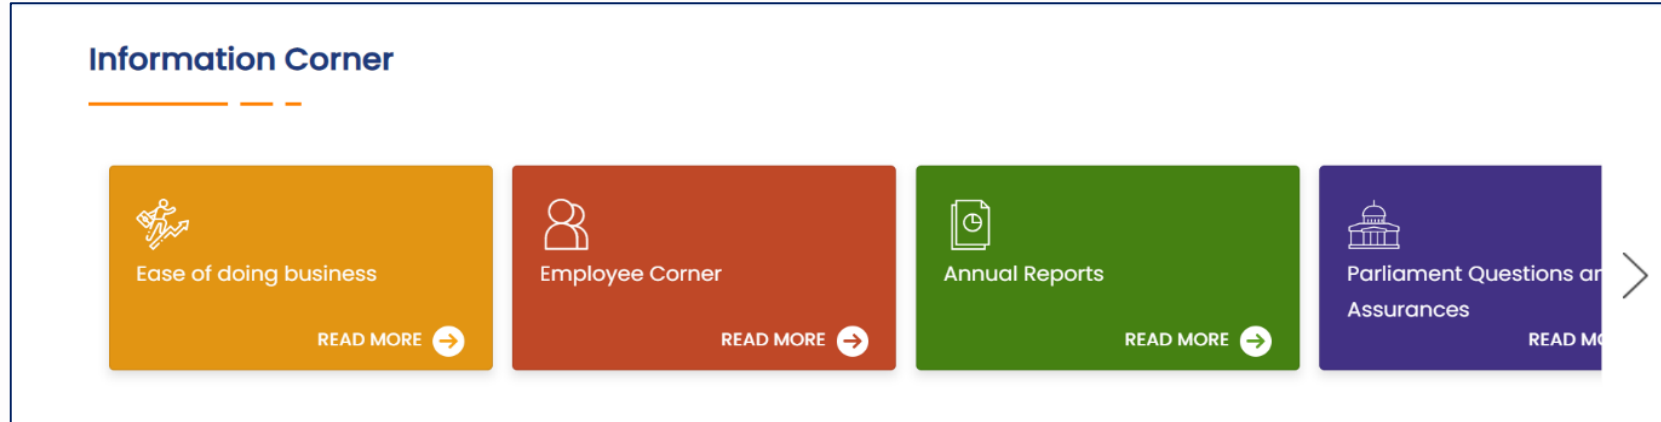 Information Corner
Ease of doing business
READ MORE
Employee Corner
READ MORE
Annual Reports
READ MORE
Parliament Questions
Assurances
READ